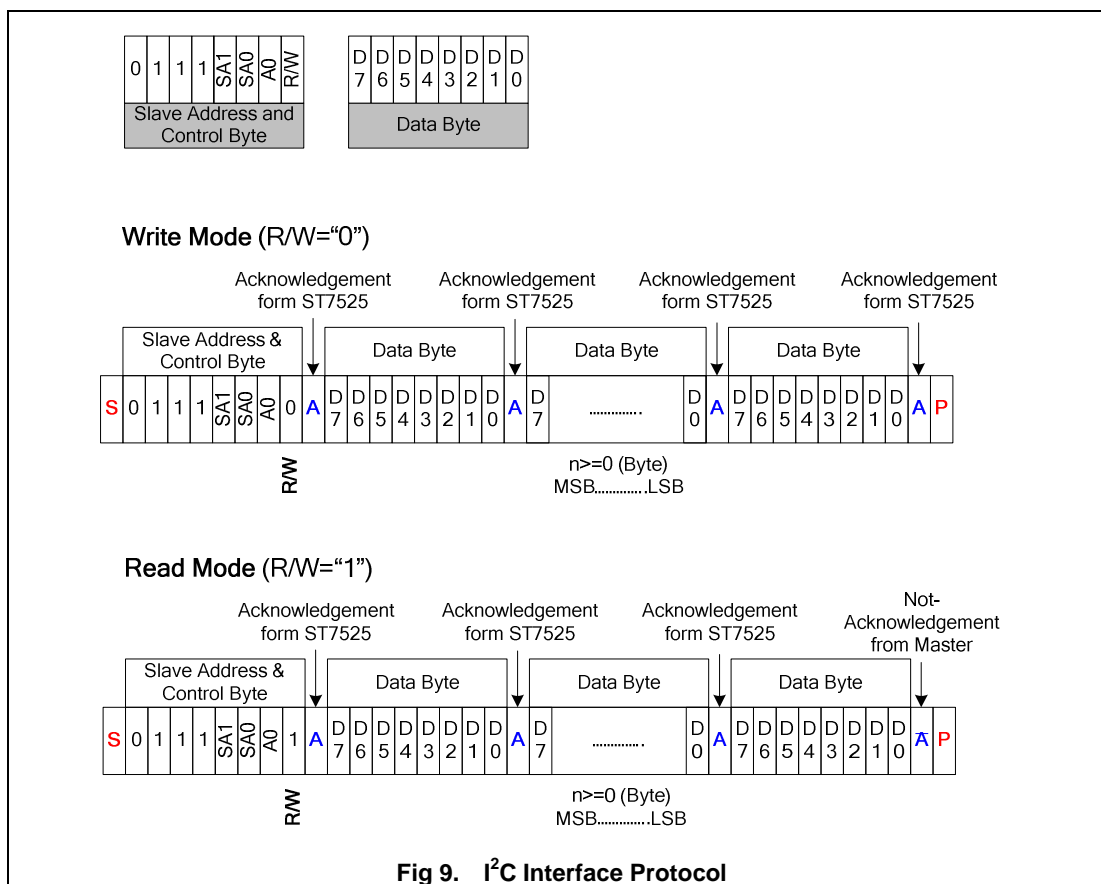 0 1 1 1 SA1 SA0 A0 R/W
D7 D6 D5 D4 D3 D2 D1 D0
Slave Address and
Control Byte
Data Byte
Write Mode (R/W="0")
Acknowledgement
form ST7525
Acknowledgement
form ST7525
Acknowledgement
form ST7525
Acknowledgement
form ST7525
Slave Address &
Control Byte
Data Byte
Data Byte
Data Byte
S 0 1 1 1 SA1 SA0 A0 0 A D7 D6 D5 D4 D3 D2 D1 D0 A D7 ............. D0 A D7 D6 D5 D4 D3 D2 D1 D0 A P
R/W
n>=0 (Byte)
MSB.............LSB
Read Mode (R/W="1")
Acknowledgement
form ST7525
Acknowledgement
form ST7525
Acknowledgement
form ST7525
Not-
Acknowledgement
from Master
Slave Address &
Control Byte
Data Byte
Data Byte
Data Byte
S 0 1 1 1 SA1 SA0 A0 1 A D7 D6 D5 D4 D3 D2 D1 D0 A D7 ............. D0 A D7 D6 D5 D4 D3 D2 D1 D0 A P
R/W
n>=0 (Byte)
MSB.............LSB
Fig 9. I²C Interface Protocol